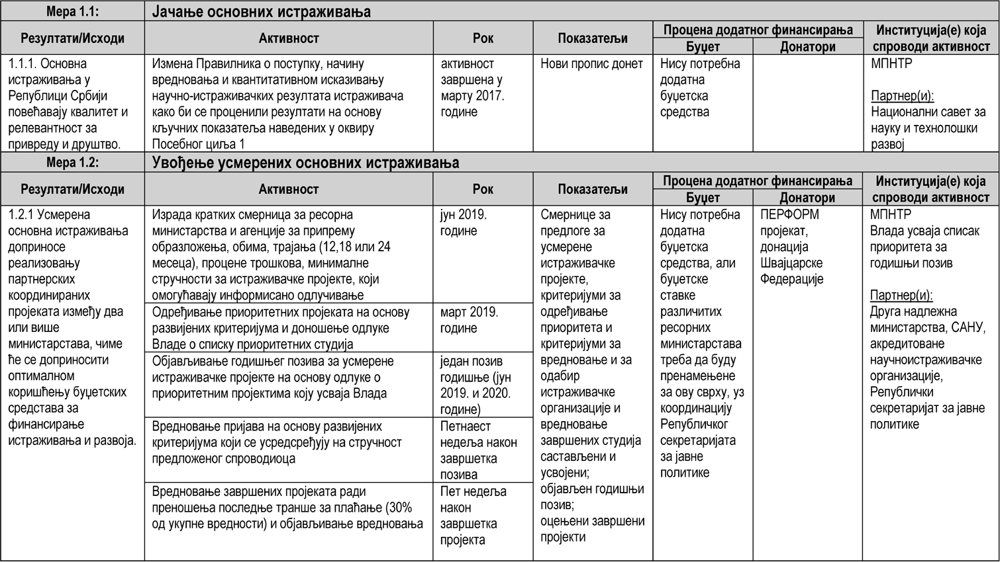 Мера 1.1:
Јачање основних истраживања
Резултати/Исходи
Активност
Рок
Показатељи
Процена додатног финансирања
Буџет
Донатори
Институција(е) која
спроводи активност
1.1.1. Основна
истраживања у
Републици Србији
повећавају квалитет и
релевантност за
привреду и друштво.
Измена Правилника о поступку, начину
вредновања и квантитативном исказивању
научно-истраживачких резултата истраживача
како би се проценили резултати на основу
кључних показатеља наведених у оквиру
Посебног циља 1
активност
завршена у
марту 2017.
године
Нови пропис донет
Нису потребна
додатна
буџетска
средства
МПНТР
Партнер(и):
Национални савет за
науку и технолошки
развој
Мера 1.2:
Увођење усмерених основних истраживања
Резултати/Исходи
Активност
Рок
Показатељи
Процена додатног финансирања
Буџет
Донатори
Институција(е) која
спроводи активност
1.2.1 Усмерена
основна истраживања
доприносе
реализовању
партнерских
координираних
пројеката између два
или више
министарстава, чиме
ће се доприносити
оптималном
коришћењу буџетских
средстава за
финансирање
истраживања и развоја.
Израда кратких смерница за ресорна
министарства и агенције за припрему
образложења, обима, трајања (12,18 или 24
месеца), процене трошкова, минималне
стручности за истраживачке пројекте, који
омогућавају информисано одлучивање
јун 2019.
године
Одређивање приоритетних пројеката на основу
развијених критеријума и доношење одлуке
Владе о списку приоритетних студија
март 2019.
године
Објављивање годишњег позива за усмерене
истраживачке пројекте на основу одлуке о
приоритетним пројектима коју усваја Влада
један позив
годишње (јун
2019. и 2020.
године)
Вредновање пријава на основу развијених
критеријума који се усредсређују на стручност
предложеног спроводиоца
Петнаест
недеља након
завршетка
позива
Вредновање завршених пројеката ради
преношења последње транше за плаћање (30%
од укупне вредности) и објављивање вредновања
Пет недеља
након
завршетка
пројекта
Смернице за
предлоге за
усмерене
истраживачке
пројекте,
критеријуми за
одређивање
приоритета и
критеријуми за
вредновање и за
одабир
истраживачке
организације и
вредновање
завршених студија
састављени и
усвојени;
објављен годишњи
позив;
оцењени завршени
пројекти
Нису потребна
додатна
буџетска
средства, али
буџетске
ставке
различитих
ресорних
министарстава
треба да буду
пренамењене
за ову сврху, уз
координацију
Републичког
секретаријата
за јавне
политике
ПЕРФОРМ
пројекат,
донација
Швајцарске
Федерације
МПНТР
Влада усваја списак
приоритета за
годишњи позив
Партнер(и):
Друга надлежна
министарства, САНУ,
акредитоване
научноистраживачке
организације,
Републички
секретаријат за јавне
политике